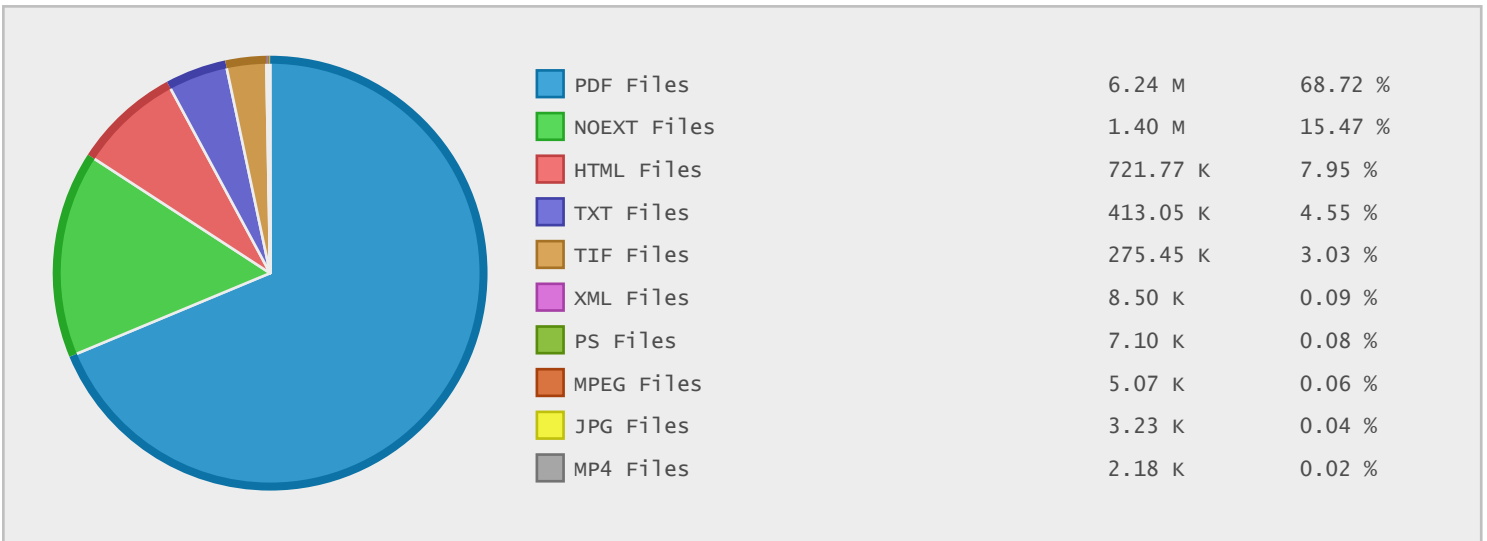 PDF Files 6.24 M 68.72 %
NOEXT Files 1.40 M 15.47 %
HTML Files 721.77 K 7.95 %
TXT Files 413.05 K 4.55 %
TIF Files 275.45 K 3.03 %
XML Files 8.50 K 0.09 %
PS Files 7.10 K 0.08 %
MPEG Files 5.07 K 0.06 %
JPG Files 3.23 K 0.04 %
MP4 Files 2.18 K 0.02 %